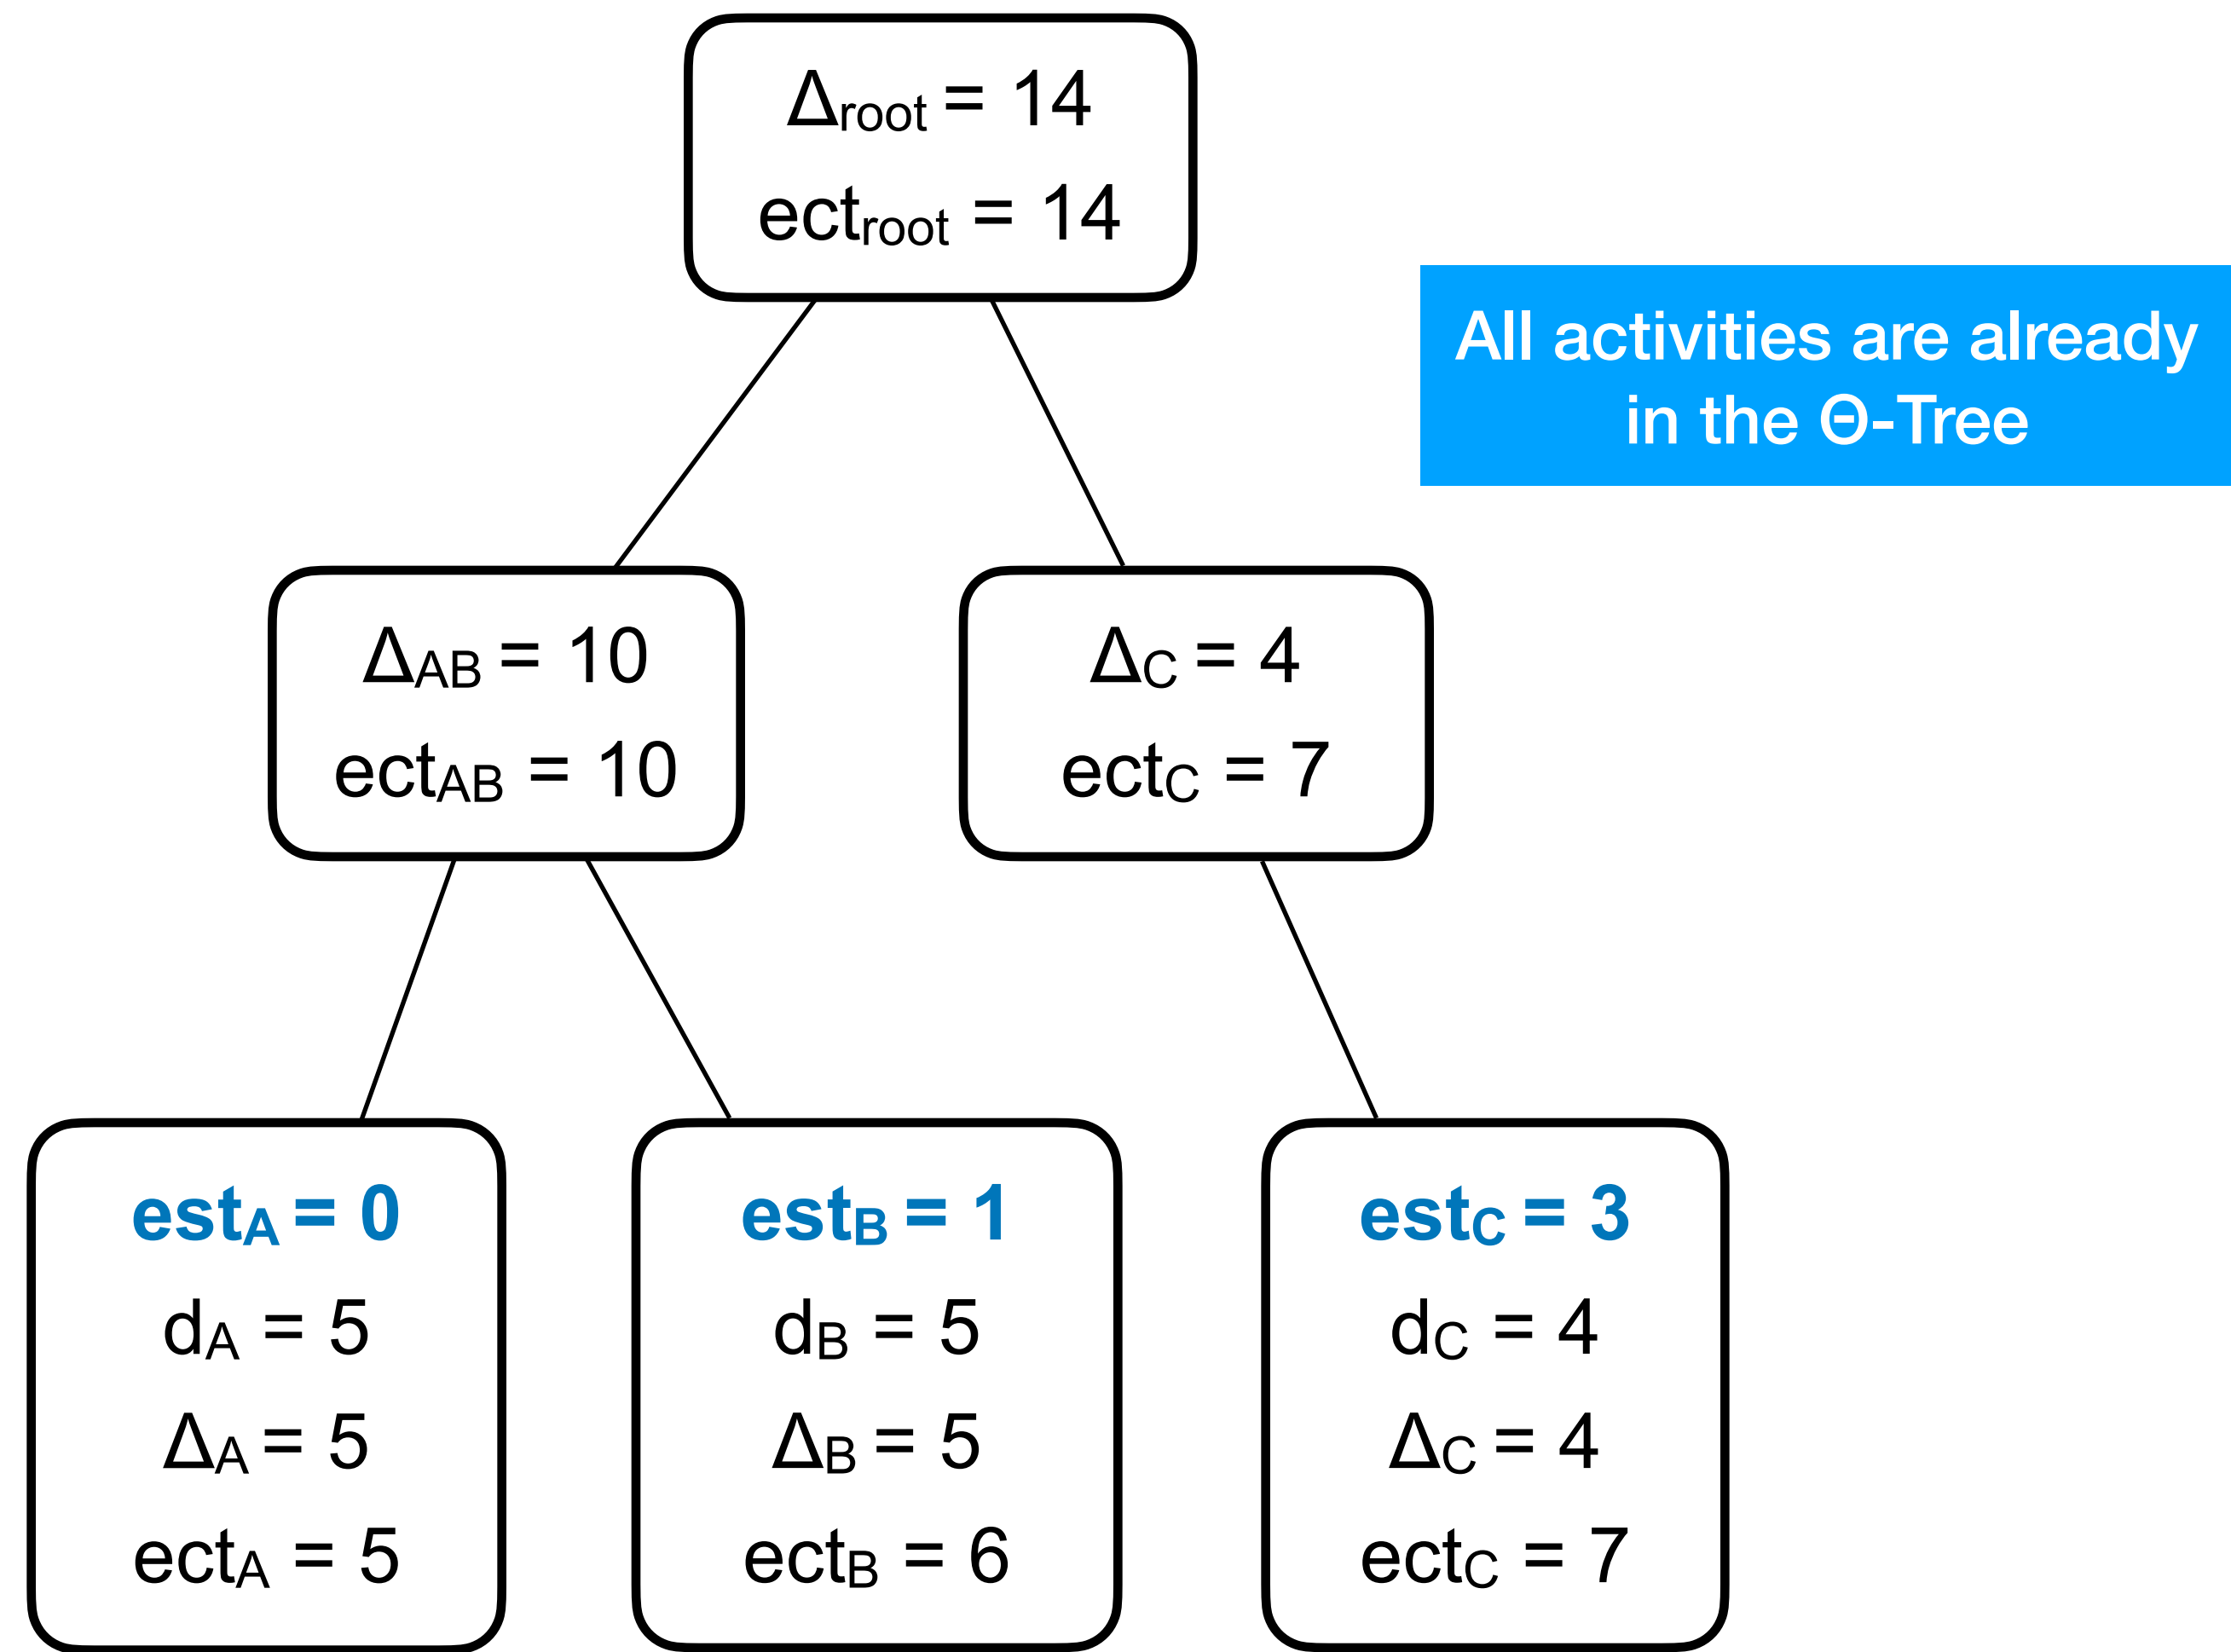 Δroot = 14
ectroot = 14
All activities are already
in the Θ-Tree
ΔAB = 10
ectAB = 10
ΔC = 4
ectC = 7
estA = 0
dA = 5
ΔA = 5
ectA = 5
estB = 1
dB = 5
ΔB = 5
ectB = 6
estC = 3
dC = 4
ΔC = 4
ectC = 7